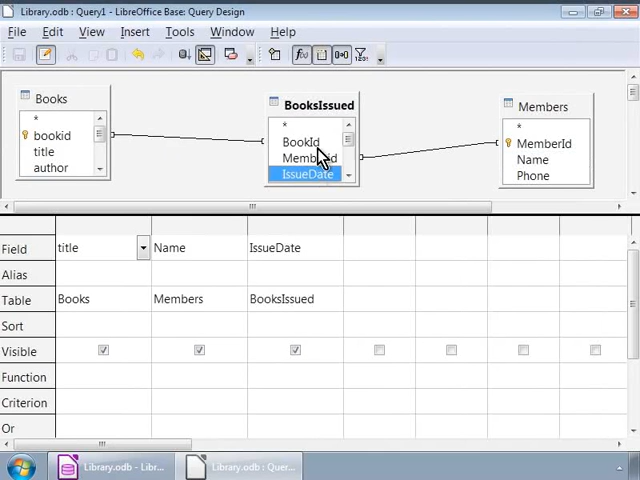 Library.odb : Query1 - LibreOffice Base: Query Design
File Edit View Insert Tools Window Help
Books
*
bookid
title
author
BooksIssued
*
BookId
IssueDate
Members
*
MemberId
Name
Phone
Field title Name IssueDate
Alias
Table Books Members BooksIssued
Sort
Visible
Function
Criterion
Or
Library.odb - Libr...
Library.odb : Query...